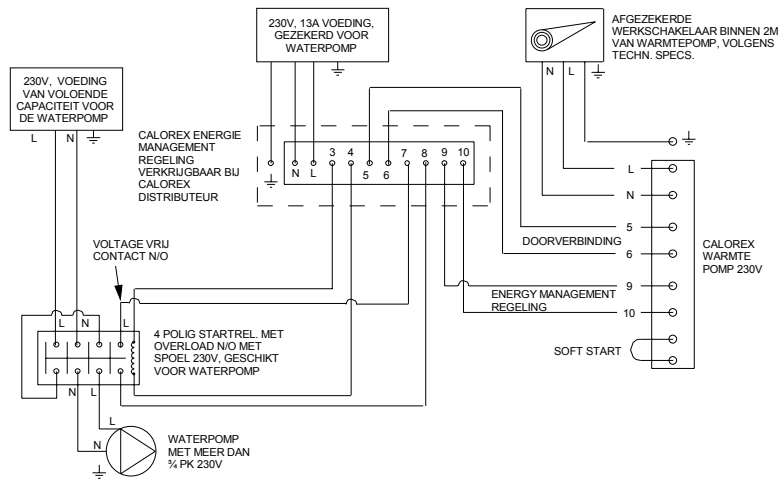 230V, 13A VOEDING,
GEZEKERD VOOR
WATERPOMP
AFGEZEKERDE
WERKSCHAKELAAR BINNEN 2M
VAN WARMTEPOMP, VOLGENS
TECHN. SPECS.
N L
230V, VOEDING
VAN VOLOENDE
CAPACITEIT VOOR
DE WATERPOMP
L N
CALOREX ENERGIE
MANAGEMENT
REGELING
VERKRIJGBAAR BIJ
CALOREX
DISTRIBUTEUR
N L 3 4 5 6 7 8 9 10
L
N
5
DOORVERBINDING
6
9
ENERGY MANAGEMENT
REGELING
10
SOFT START
CALOREX
WARMTE
POMP 230V
VOLTAGE VRIJ
CONTACT N/O
L N L
4 POLIG STARTREL. MET
OVERLOAD N/O MET
SPOEL 230V, GESCHIKT
VOOR WATERPOMP
N L
L
N
WATERPOMP
MET MEER DAN
¾ PK 230V